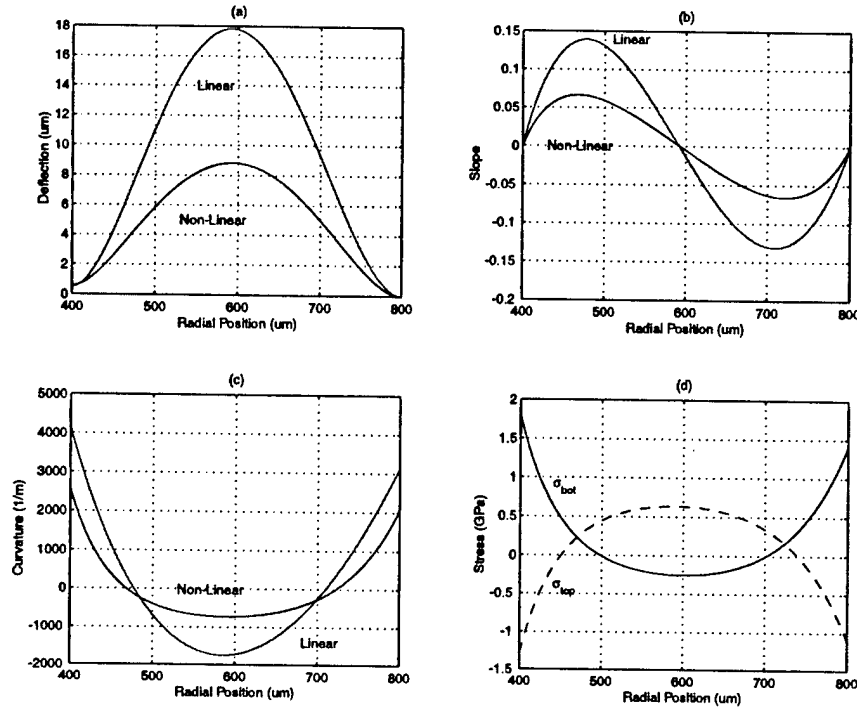 (a)
18
16
14
12
10
8
6
4
2
0
Deflection (um)
Linear
Non-Linear
400
500
600
700
800
Radial Position (um)
(b)
0.15
0.1
0.05
0
-0.05
-0.1
-0.15
-0.2
Slope
Linear
Non-Linear
400
500
600
700
800
Radial Position (um)
(c)
5000
4000
3000
2000
1000
0
-1000
-2000
Curvature (1/m)
Non-Linear
Linear
400
500
600
700
800
Radial Position (um)
(d)
2
1.5
1
0.5
0
-0.5
-1
-1.5
Stress (GPa)
σbot
σtop
400
500
600
700
800
Radial Position (um)